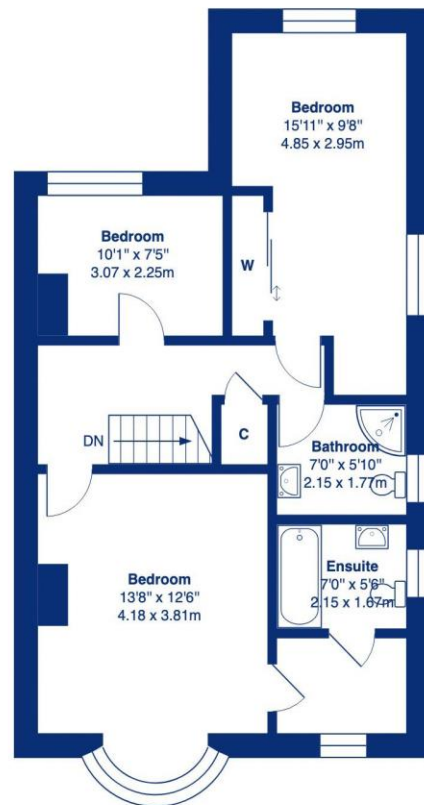 Bedroom
15'11" x 9'8"
4.85 x 2.95m
Bedroom
10'1" x 7'5"
3.07 x 2.25m
W
DN
C
Bathroom
7'0" x 5'10"
2.15 x 1.77m
Bedroom
13'8" x 12'6"
4.18 x 3.81m
Ensuite
7'0" x 5'6"
2.15 x 1.67m